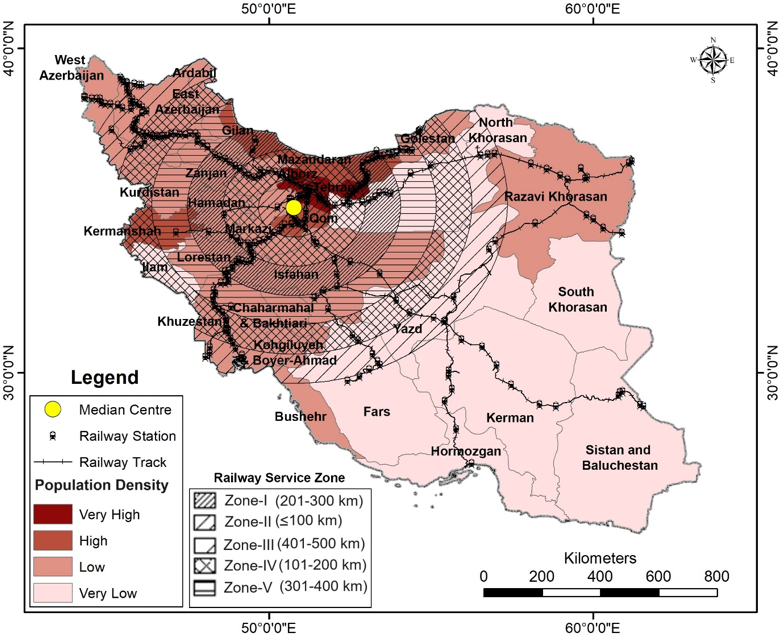 50°0'0"E 60°0'0"E
40°0'0"N 40°0'0"N
N
W E
S
West
Azerbaijan
Ardabil
East
Azerbaijan
Gilan
Golestan
North
Khorasan
Mazandaran
Alborz
Tehran
Zanjan
Kurdistan
Hamadan
Qom
Razavi Khorasan
Kermanshah
Markazi
Lorestan
Ilam
Isfahan
South
Khorasan
Chaharmahal
& Bakhtiari
Khuzestan
Yazd
Kohgiluyeh
Boyer-Ahmad
30°0'0"N 30°0'0"N
Bushehr
Fars
Kerman
Hormozgan
Sistan and
Baluchestan
Legend
Median Centre
Railway Station
Railway Track
Population Density
Very High
High
Low
Very Low
Railway Service Zone
Zone-I (201-300 km)
Zone-II (≤100 km)
Zone-III (401-500 km)
Zone-IV (101-200 km)
Zone-V (301-400 km)
Kilometers
0 200 400 600 800
50°0'0"E 60°0'0"E